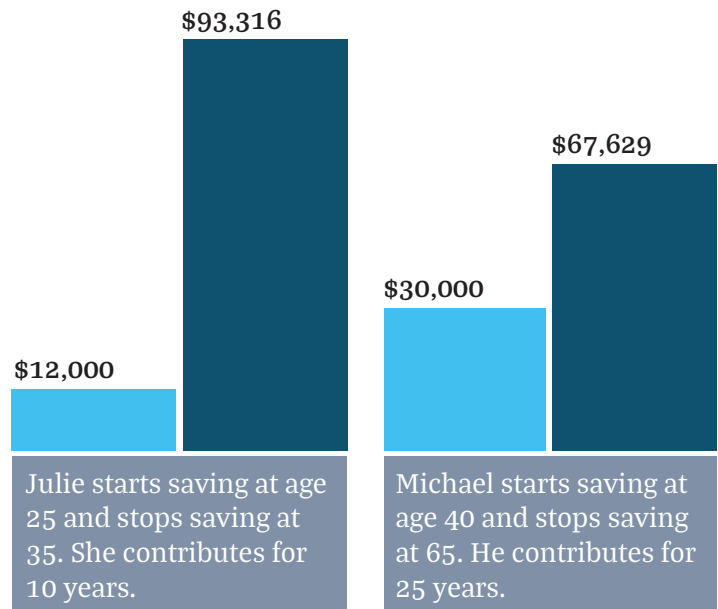 $93,316
$67,629
$30,000
$12,000
Julie starts saving at age
25 and stops saving at
35. She contributes for
10 years.
Michael starts saving at
age 40 and stops saving
at 65. He contributes for
25 years.